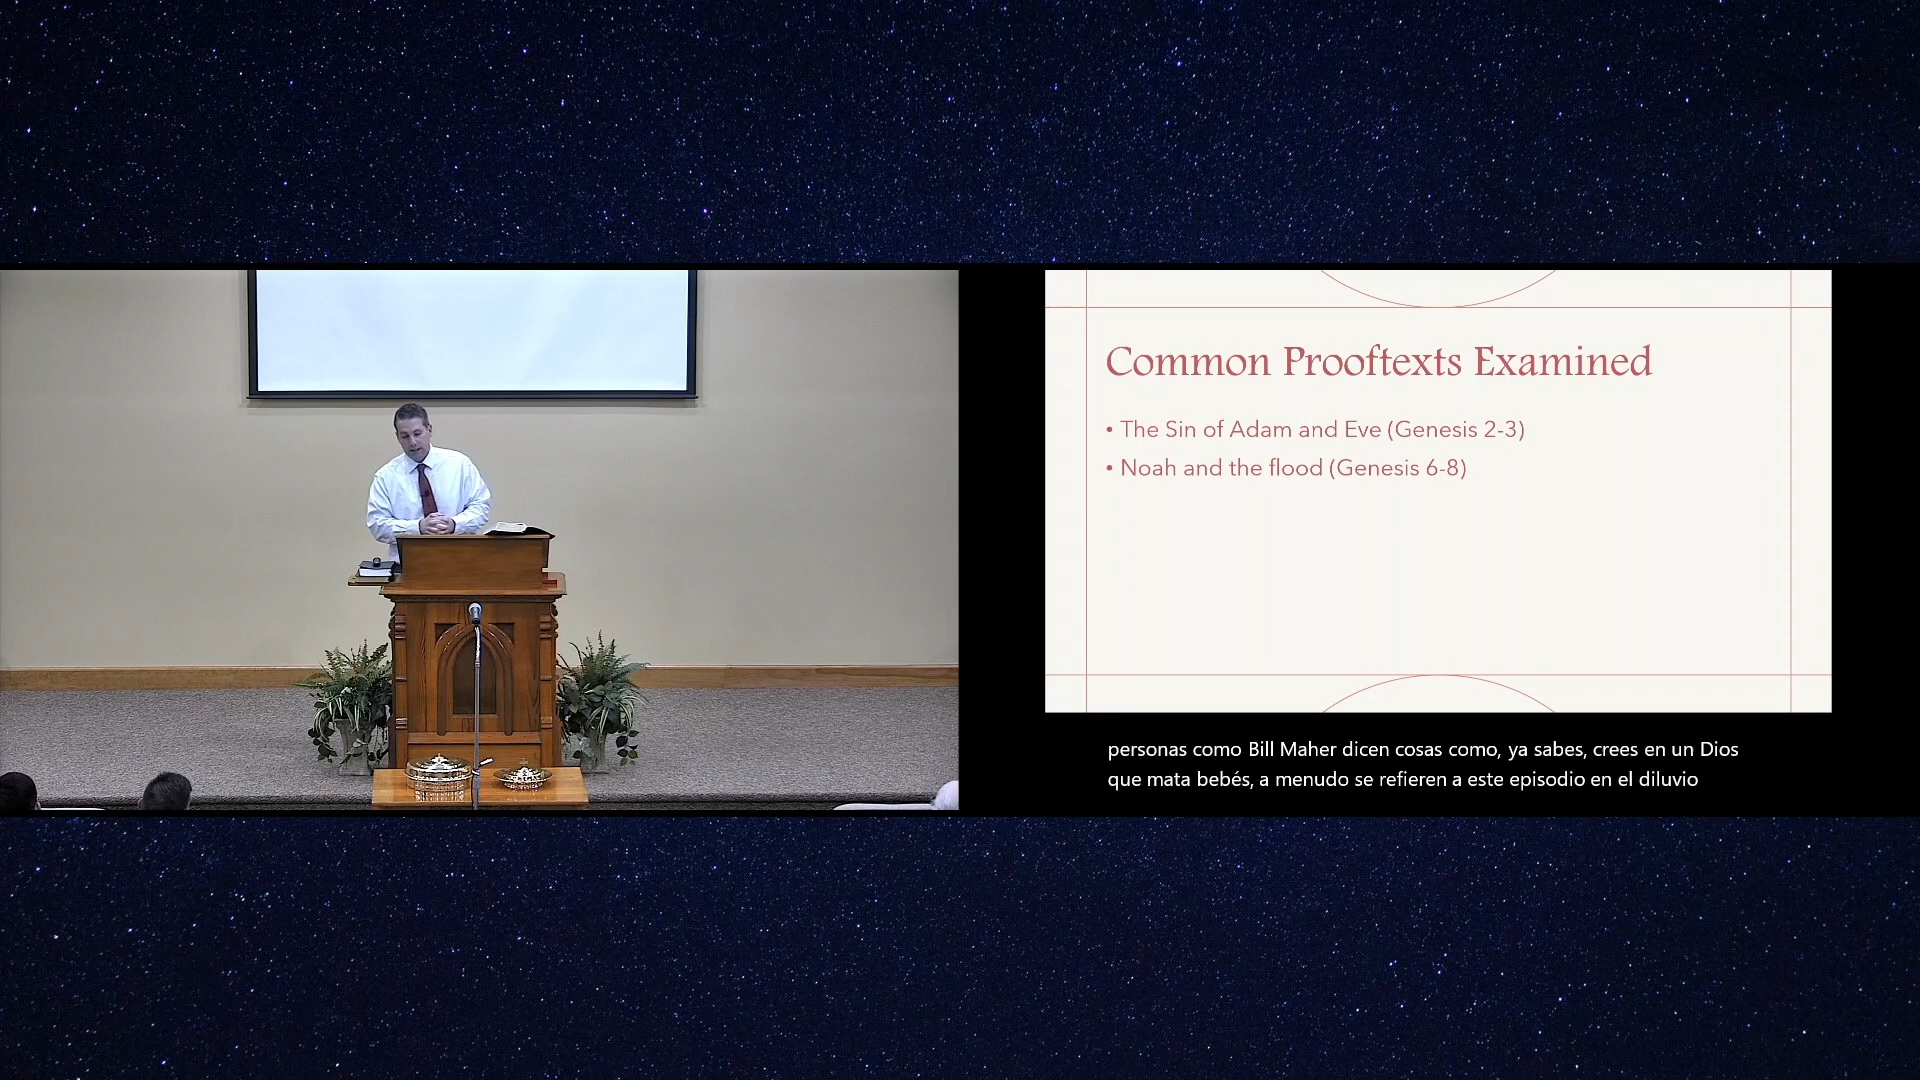 Common Prooftexts Examined
• The Sin of Adam and Eve (Genesis 2-3)
• Noah and the flood (Genesis 6-8)
personas como Bill Maher dicen cosas como, ya sabes, crees en un Dios
que mata bebés, a menudo se refieren a este episodio en el diluvio